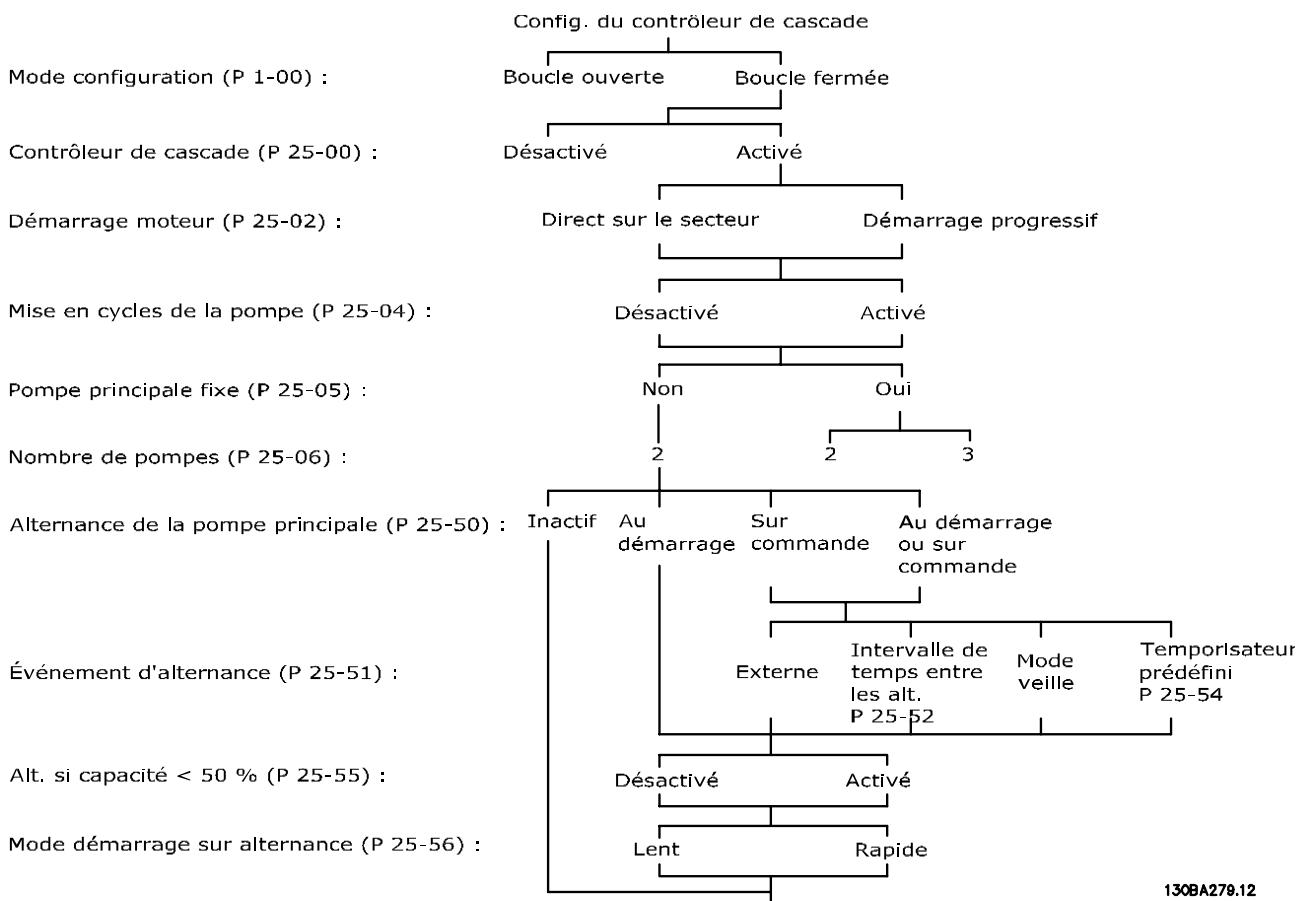 Config. du contrôleur de cascade
Mode configuration (P 1-00) : Boucle ouverte Boucle fermée
Contrôleur de cascade (P 25-00) : Désactivé Activé
Démarrage moteur (P 25-02) : Direct sur le secteur Démarrage progressif
Mise en cycles de la pompe (P 25-04) : Désactivé Activé
Pompe principale fixe (P 25-05) : Non Oui
Nombre de pompes (P 25-06) : 2 2 3
Alternance de la pompe principale (P 25-50) : Inactif
Au
démarrage
Sur
commande
Au démarrage
ou sur
commande
Événement d'alternance (P 25-51) : Externe
Intervalle de
temps entre
les alt.
P 25-52
Mode
veille
Temporisateur
prédéfini
P 25-54
Alt. si capacité < 50 % (P 25-55) : Désactivé Activé
Mode démarrage sur alternance (P 25-56) : Lent Rapide
130BA279.12